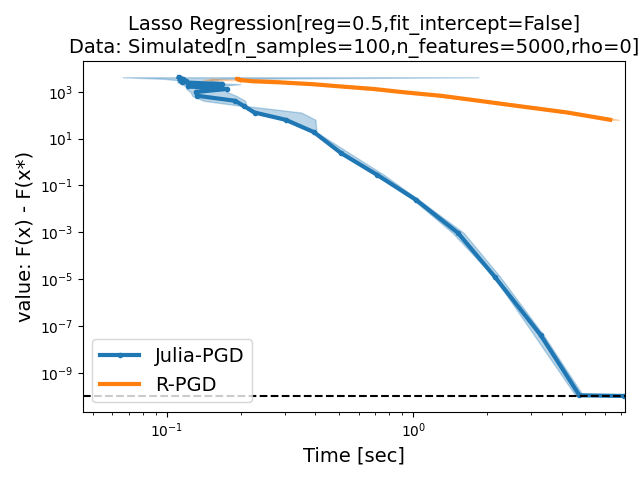 Lasso Regression[reg=0.5,fit_intercept=False]
Data: Simulated[n_samples=100,n_features=5000,rho=0]
value: F(x) - F(x*)
10^3
10^1
10^-1
10^-3
10^-5
10^-7
10^-9
Julia-PGD
R-PGD
10^-1
10^0
Time [sec]